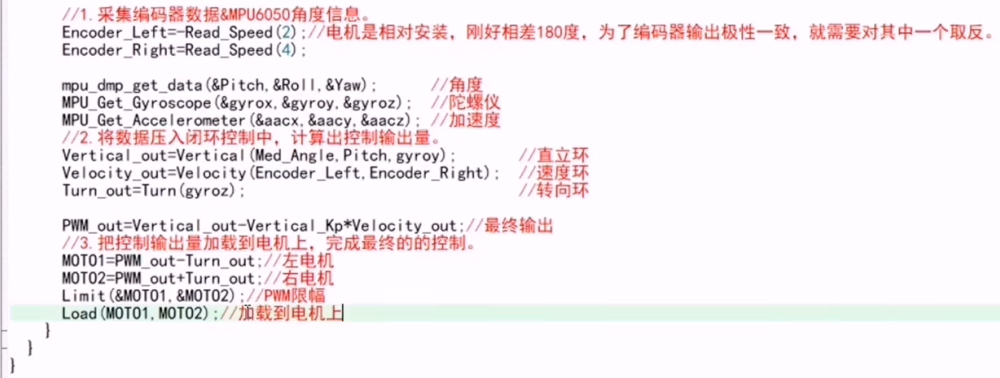 //1.采集编码器数据&MPU6050角度信息。
Encoder_Left=-Read_Speed(2);//电机是相对安装，刚好相差180度，为了编码器输出极性一致，就需要对其中一个取反。
Encoder_Right=Read_Speed(4);
mpu_dmp_get_data(&Pitch,&Roll,&Yaw); //角度
MPU_Get_Gyroscope(&gyrox,&gyroy,&gyroz); //陀螺仪
MPU_Get_Accelerometer(&aacx,&aacy,&aacz); //加速度
//2.将数据压入闭环控制中，计算出控制输出量。
Vertical_out=Vertical(Med_Angle,Pitch,gyroy); //直立环
Velocity_out=Velocity(Encoder_Left,Encoder_Right); //速度环
Turn_out=Turn(gyroz); //转向环
PWM_out=Vertical_out-Vertical_Kp*Velocity_out;//最终输出
//3.把控制输出量加载到电机上，完成最终的的控制。
MOTO1=PWM_out-Turn_out;//左电机
MOTO2=PWM_out+Turn_out;//右电机
Limit(&MOTO1,&MOTO2);//PWM限幅
Load(MOTO1,MOTO2);//加载到电机上
}
}
}